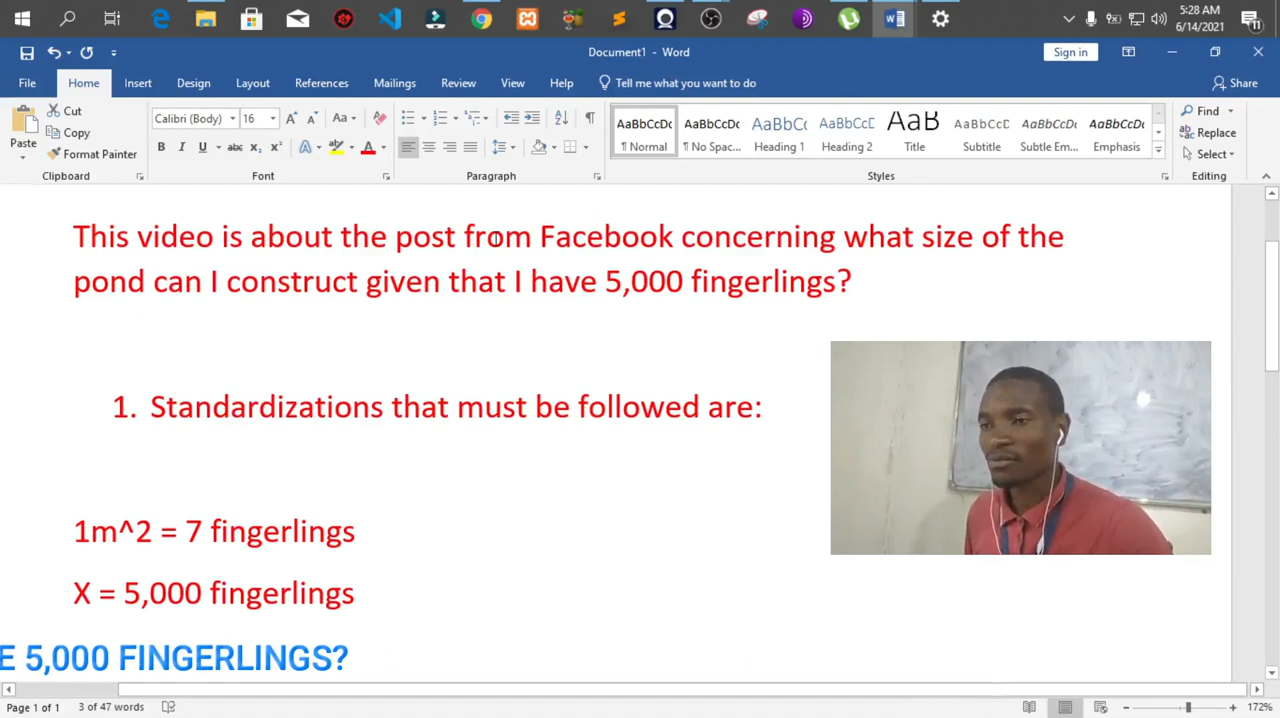 5:28 AM
6/14/2021
11
Document1 - Word
Sign in
File Home Insert Design Layout References Mailings Review View Help Tell me what you want to do Share
Paste
Cut
Copy
Format Painter
Clipboard
Calibri (Body) 16
Font
Paragraph
AaBbCcDc AaBbCcDc AaBbC AaBbCcD AaB AaBbCcD AaBbCcDc AaBbCcDc
¶ Normal ¶ No Spac... Heading 1 Heading 2 Title Subtitle Subtle Em... Emphasis
Styles
Find
Replace
Select
Editing
This video is about the post from Facebook concerning what size of the
pond can I construct given that I have 5,000 fingerlings?
1. Standardizations that must be followed are:
1m^2 = 7 fingerlings
X = 5,000 fingerlings
E 5,000 FINGERLINGS?
Page 1 of 1 3 of 47 words 172%